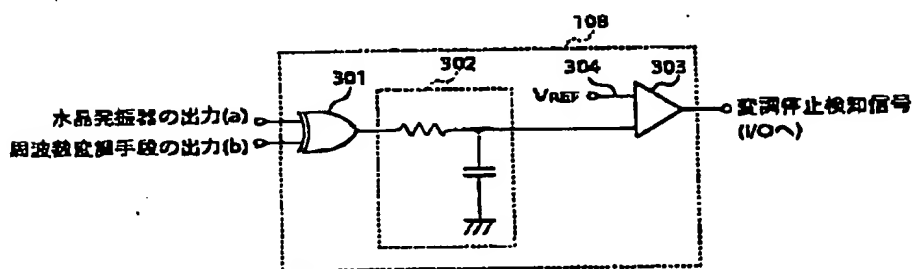 108
301
302
304
303
VREF
水晶発振器の出力(a)
周波数変調手段の出力(b)
変調停止検知信号
(I/Oへ)